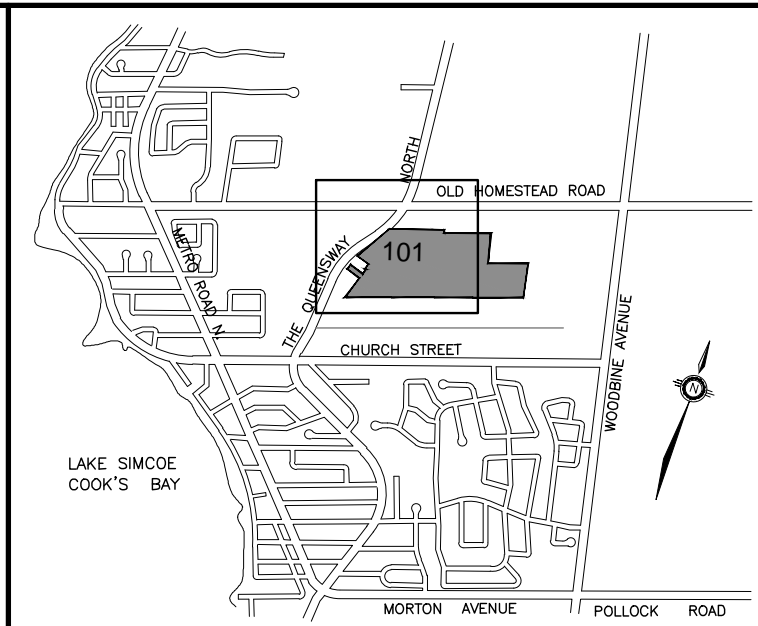 NORTH
OLD HOMESTEAD ROAD
101
METRO ROAD N.
THE QUEENSWAY
CHURCH STREET
WOODBINE AVENUE
N
LAKE SIMCOE
COOK'S BAY
MORTON AVENUE
POLLOCK ROAD